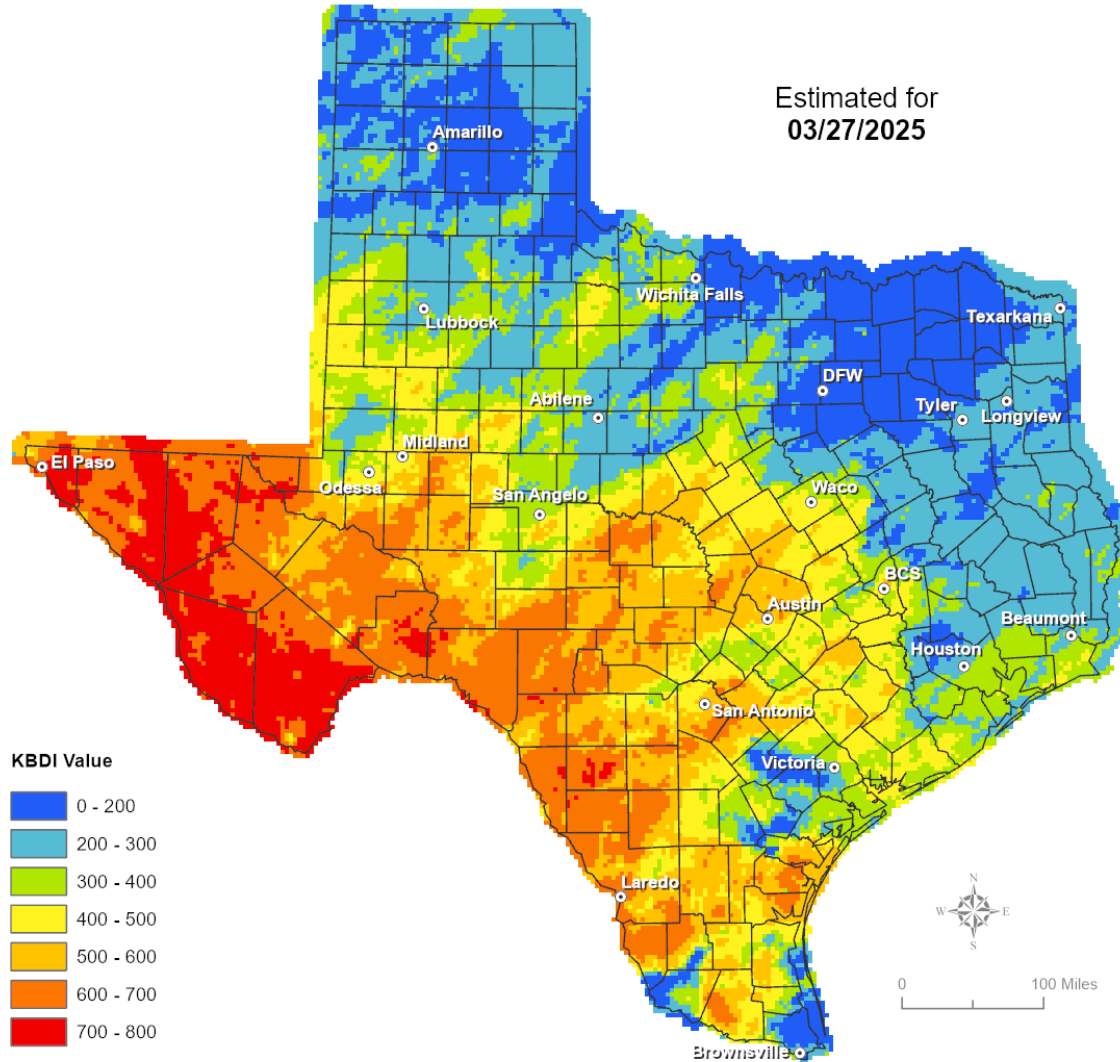 Estimated for
03/27/2025
Amarillo
Wichita Falls
Lubbock
Texarkana
DFW
Abilene
Tyler
Longview
Midland
El Paso
Odessa
San Angelo
Waco
BCS
Austin
Beaumont
Houston
San Antonio
Victoria
Laredo
Brownsville
KBDI Value
0 - 200
200 - 300
300 - 400
400 - 500
500 - 600
600 - 700
700 - 800
N
W E
S
0 100 Miles